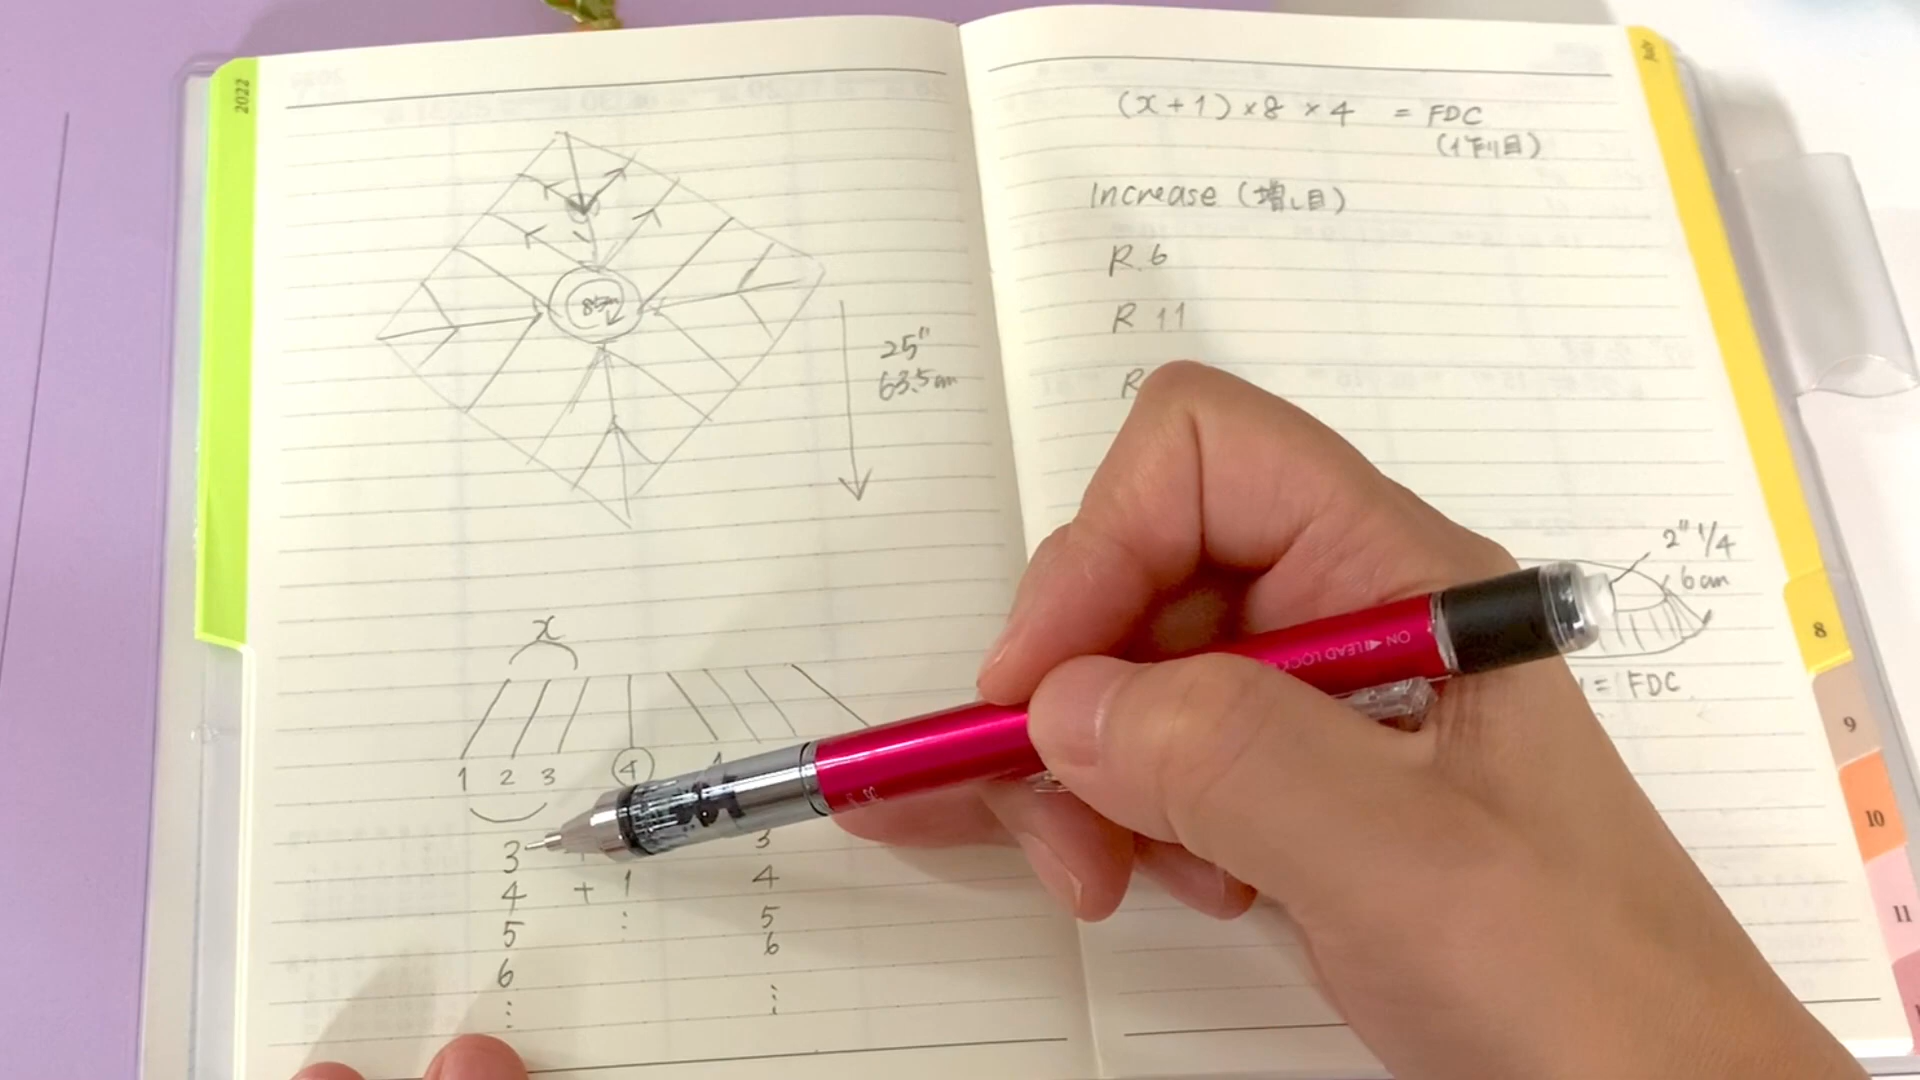 2022
25"
63.5cm
x
1 2 3 ④
3 3
4 + 1 4
5 : 5
6 6
⋮ ⋮
July
(x+1)×8×4 = FDC
(1下り目)
Increase (増し目)
R. 6
R 11
R
2" 1/4
6cm
= FDC
ON ◀ LEAD LOCK
8
9
10
11